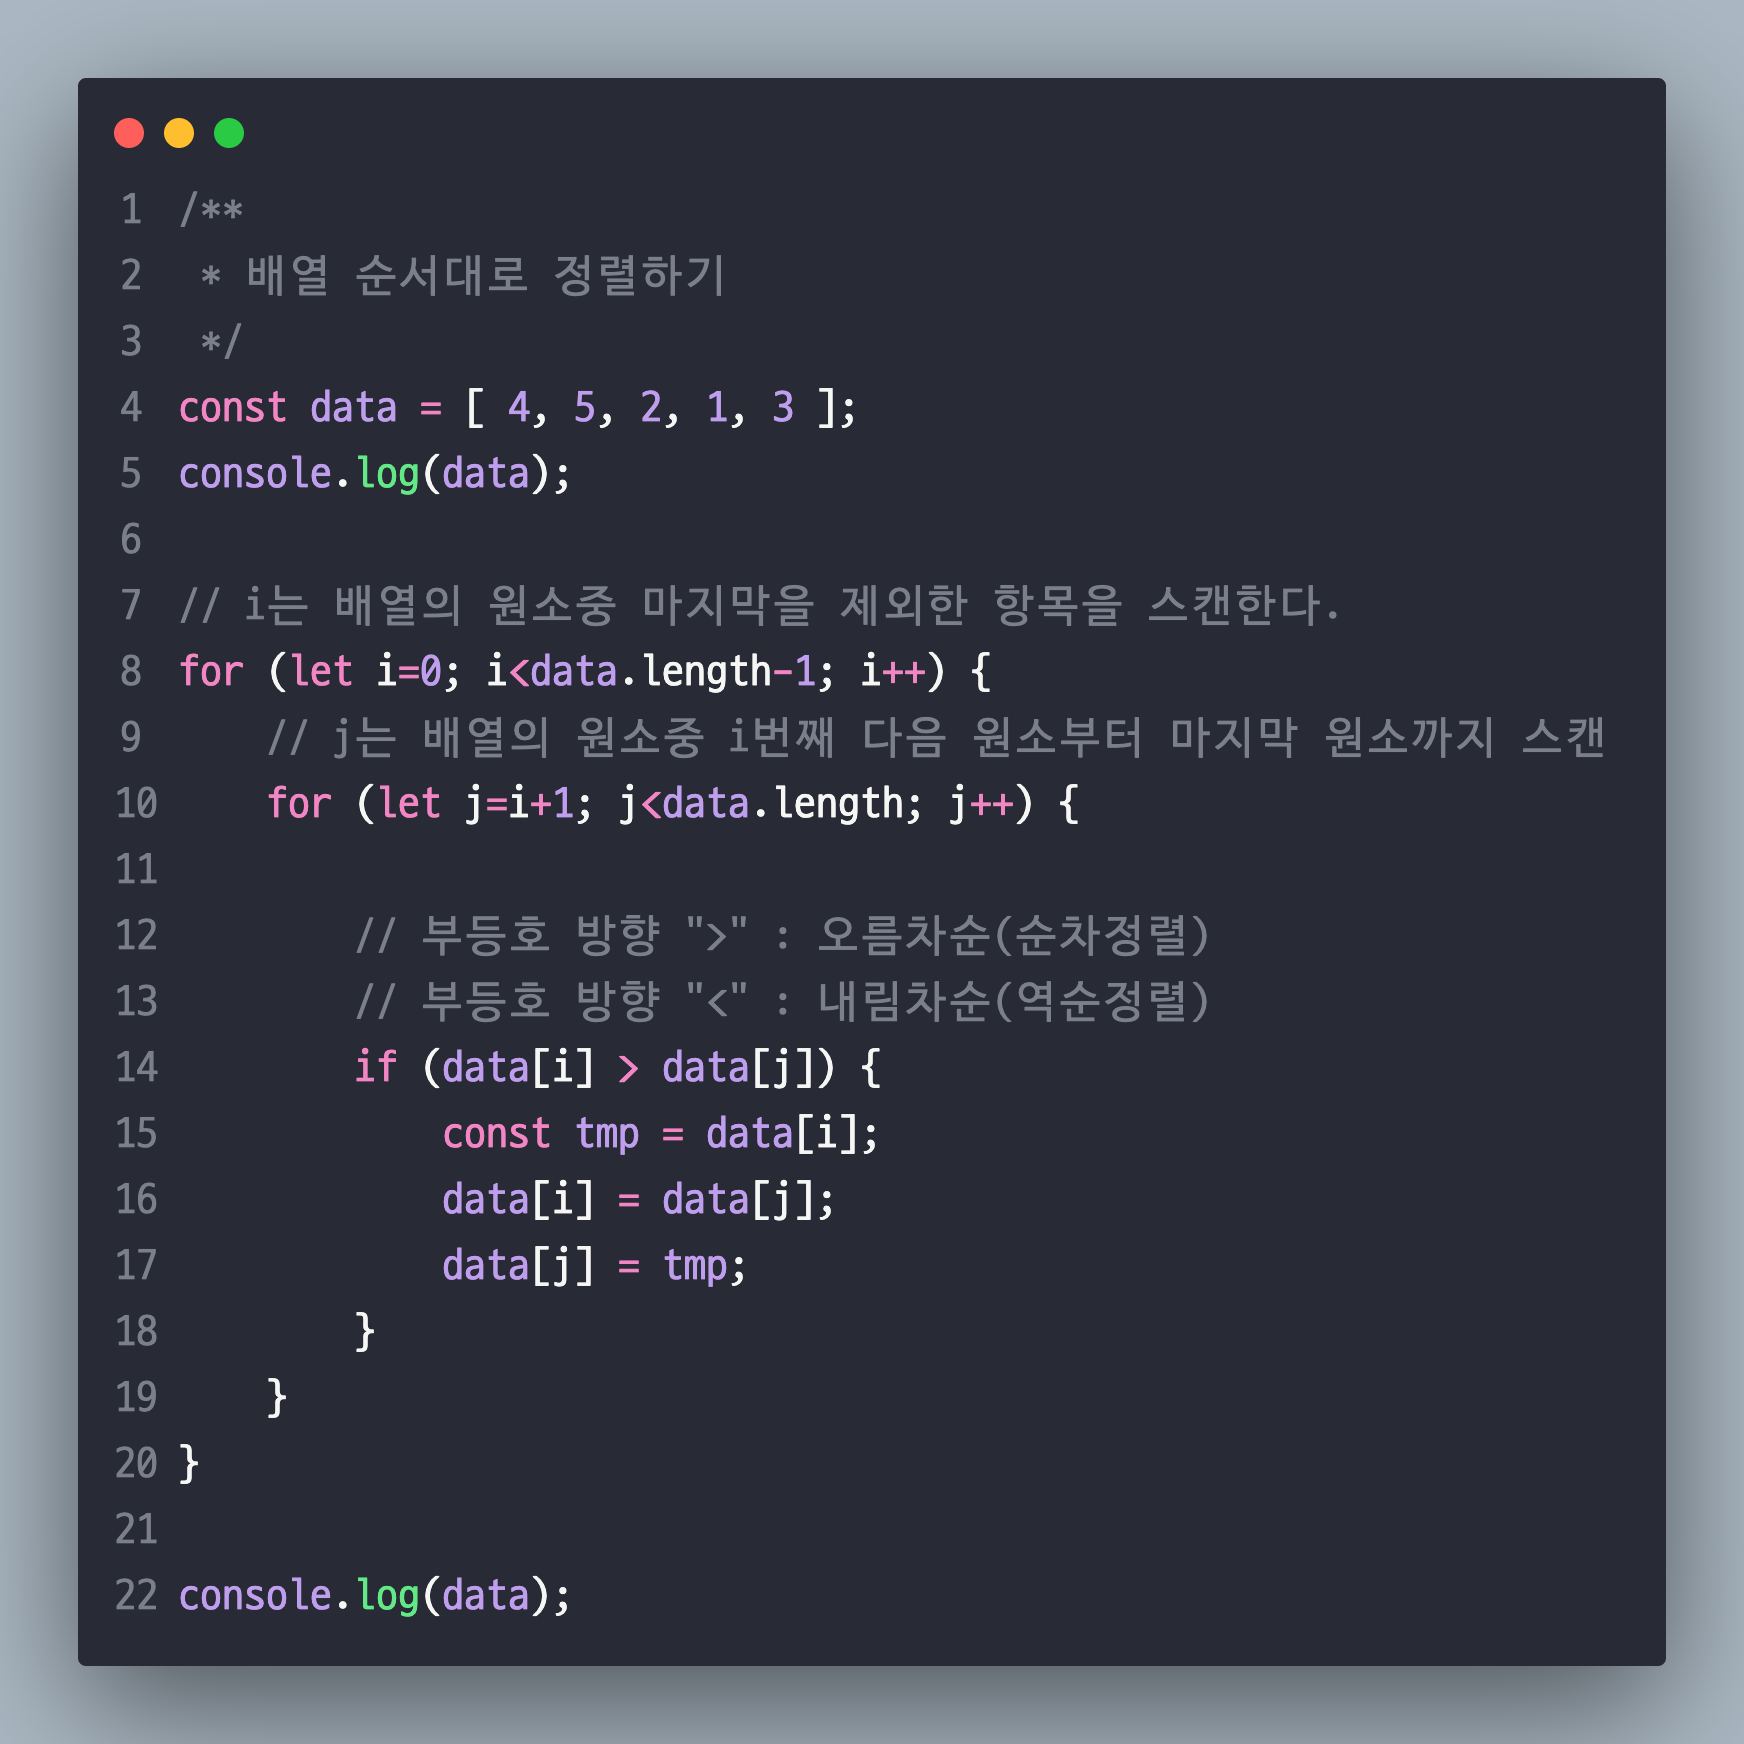 1 /**
2  * 배열 순서대로 정렬하기
3  */
4 const data = [ 4, 5, 2, 1, 3 ];
5 console.log(data);
6
7 // i는 배열의 원소중 마지막을 제외한 항목을 스캔한다.
8 for (let i=0; i<data.length-1; i++) {
9     // j는 배열의 원소중 i번째 다음 원소부터 마지막 원소까지 스캔
10     for (let j=i+1; j<data.length; j++) {
11
12         // 부등호 방향 ">" : 오름차순(순차정렬)
13         // 부등호 방향 "<" : 내림차순(역순정렬)
14         if (data[i] > data[j]) {
15             const tmp = data[i];
16             data[i] = data[j];
17             data[j] = tmp;
18         }
19     }
20 }
21
22 console.log(data);